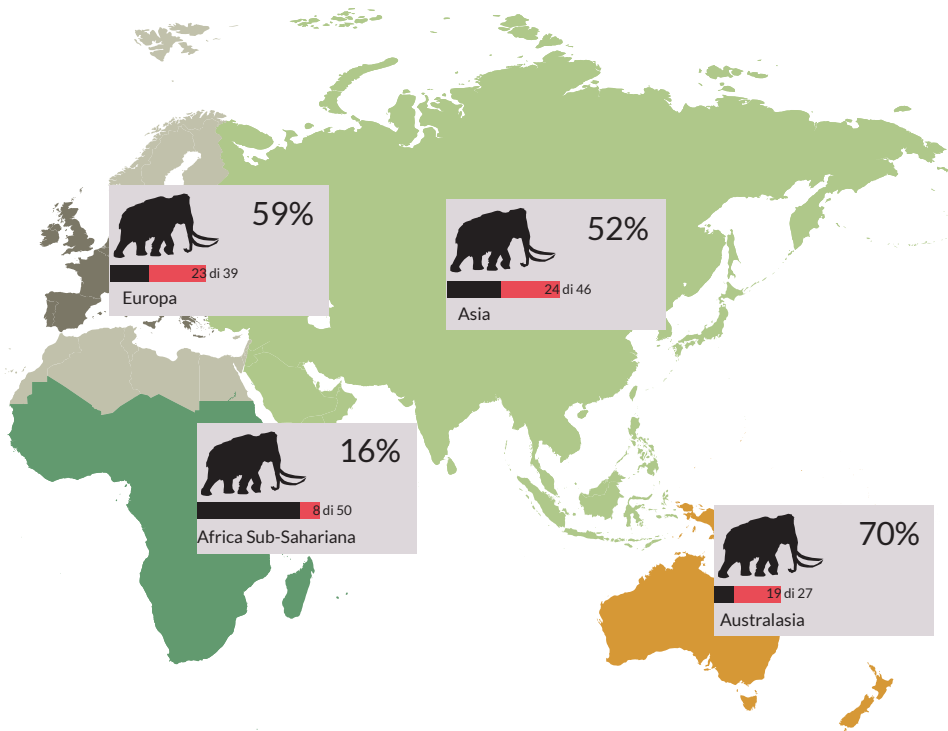 59%
23 di 39
Europa
52%
24 di 46
Asia
16%
8 di 50
Africa Sub-Sahariana
70%
19 di 27
Australasia